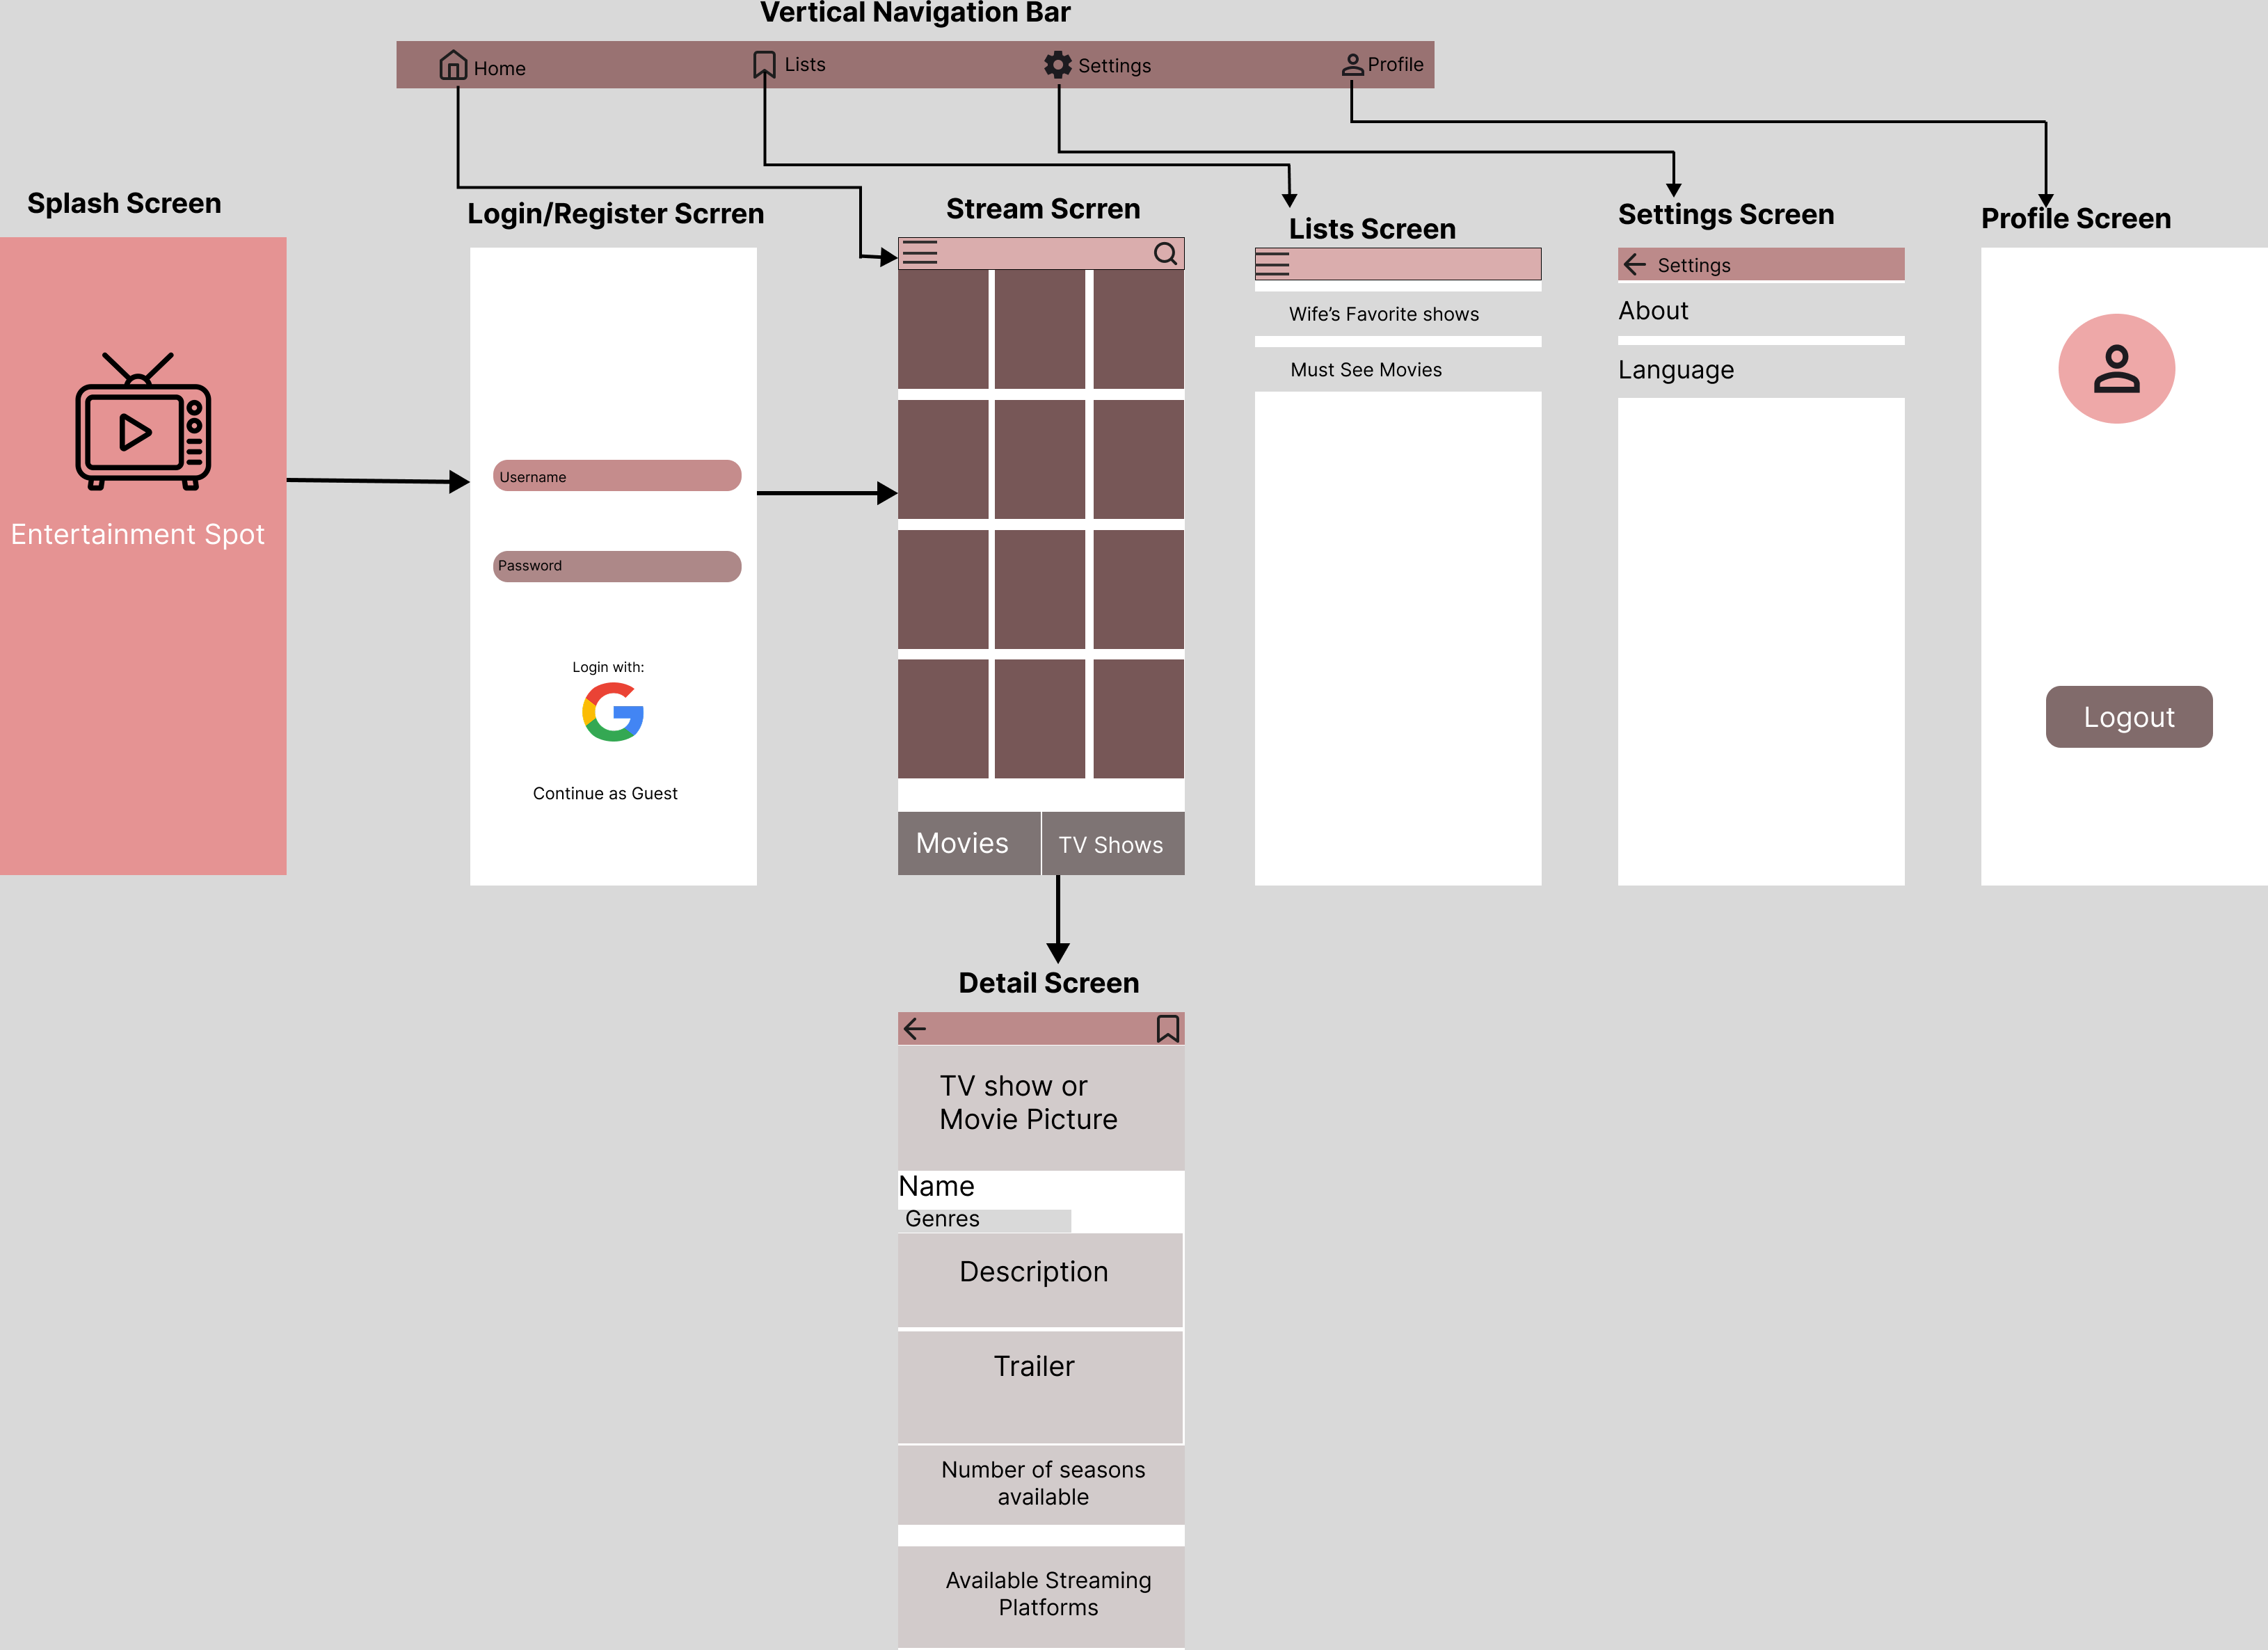 Vertical Navigation Bar
Home
Lists
Settings
Profile
Splash Screen
Entertainment Spot
Login/Register Scrren
Username
Password
Login with:
Continue as Guest
Stream Scrren
Movies
TV Shows
Lists Screen
Wife’s Favorite shows
Must See Movies
Settings Screen
Settings
About
Language
Profile Screen
Logout
Detail Screen
TV show or
Movie Picture
Name
Genres
Description
Trailer
Number of seasons
available
Available Streaming
Platforms